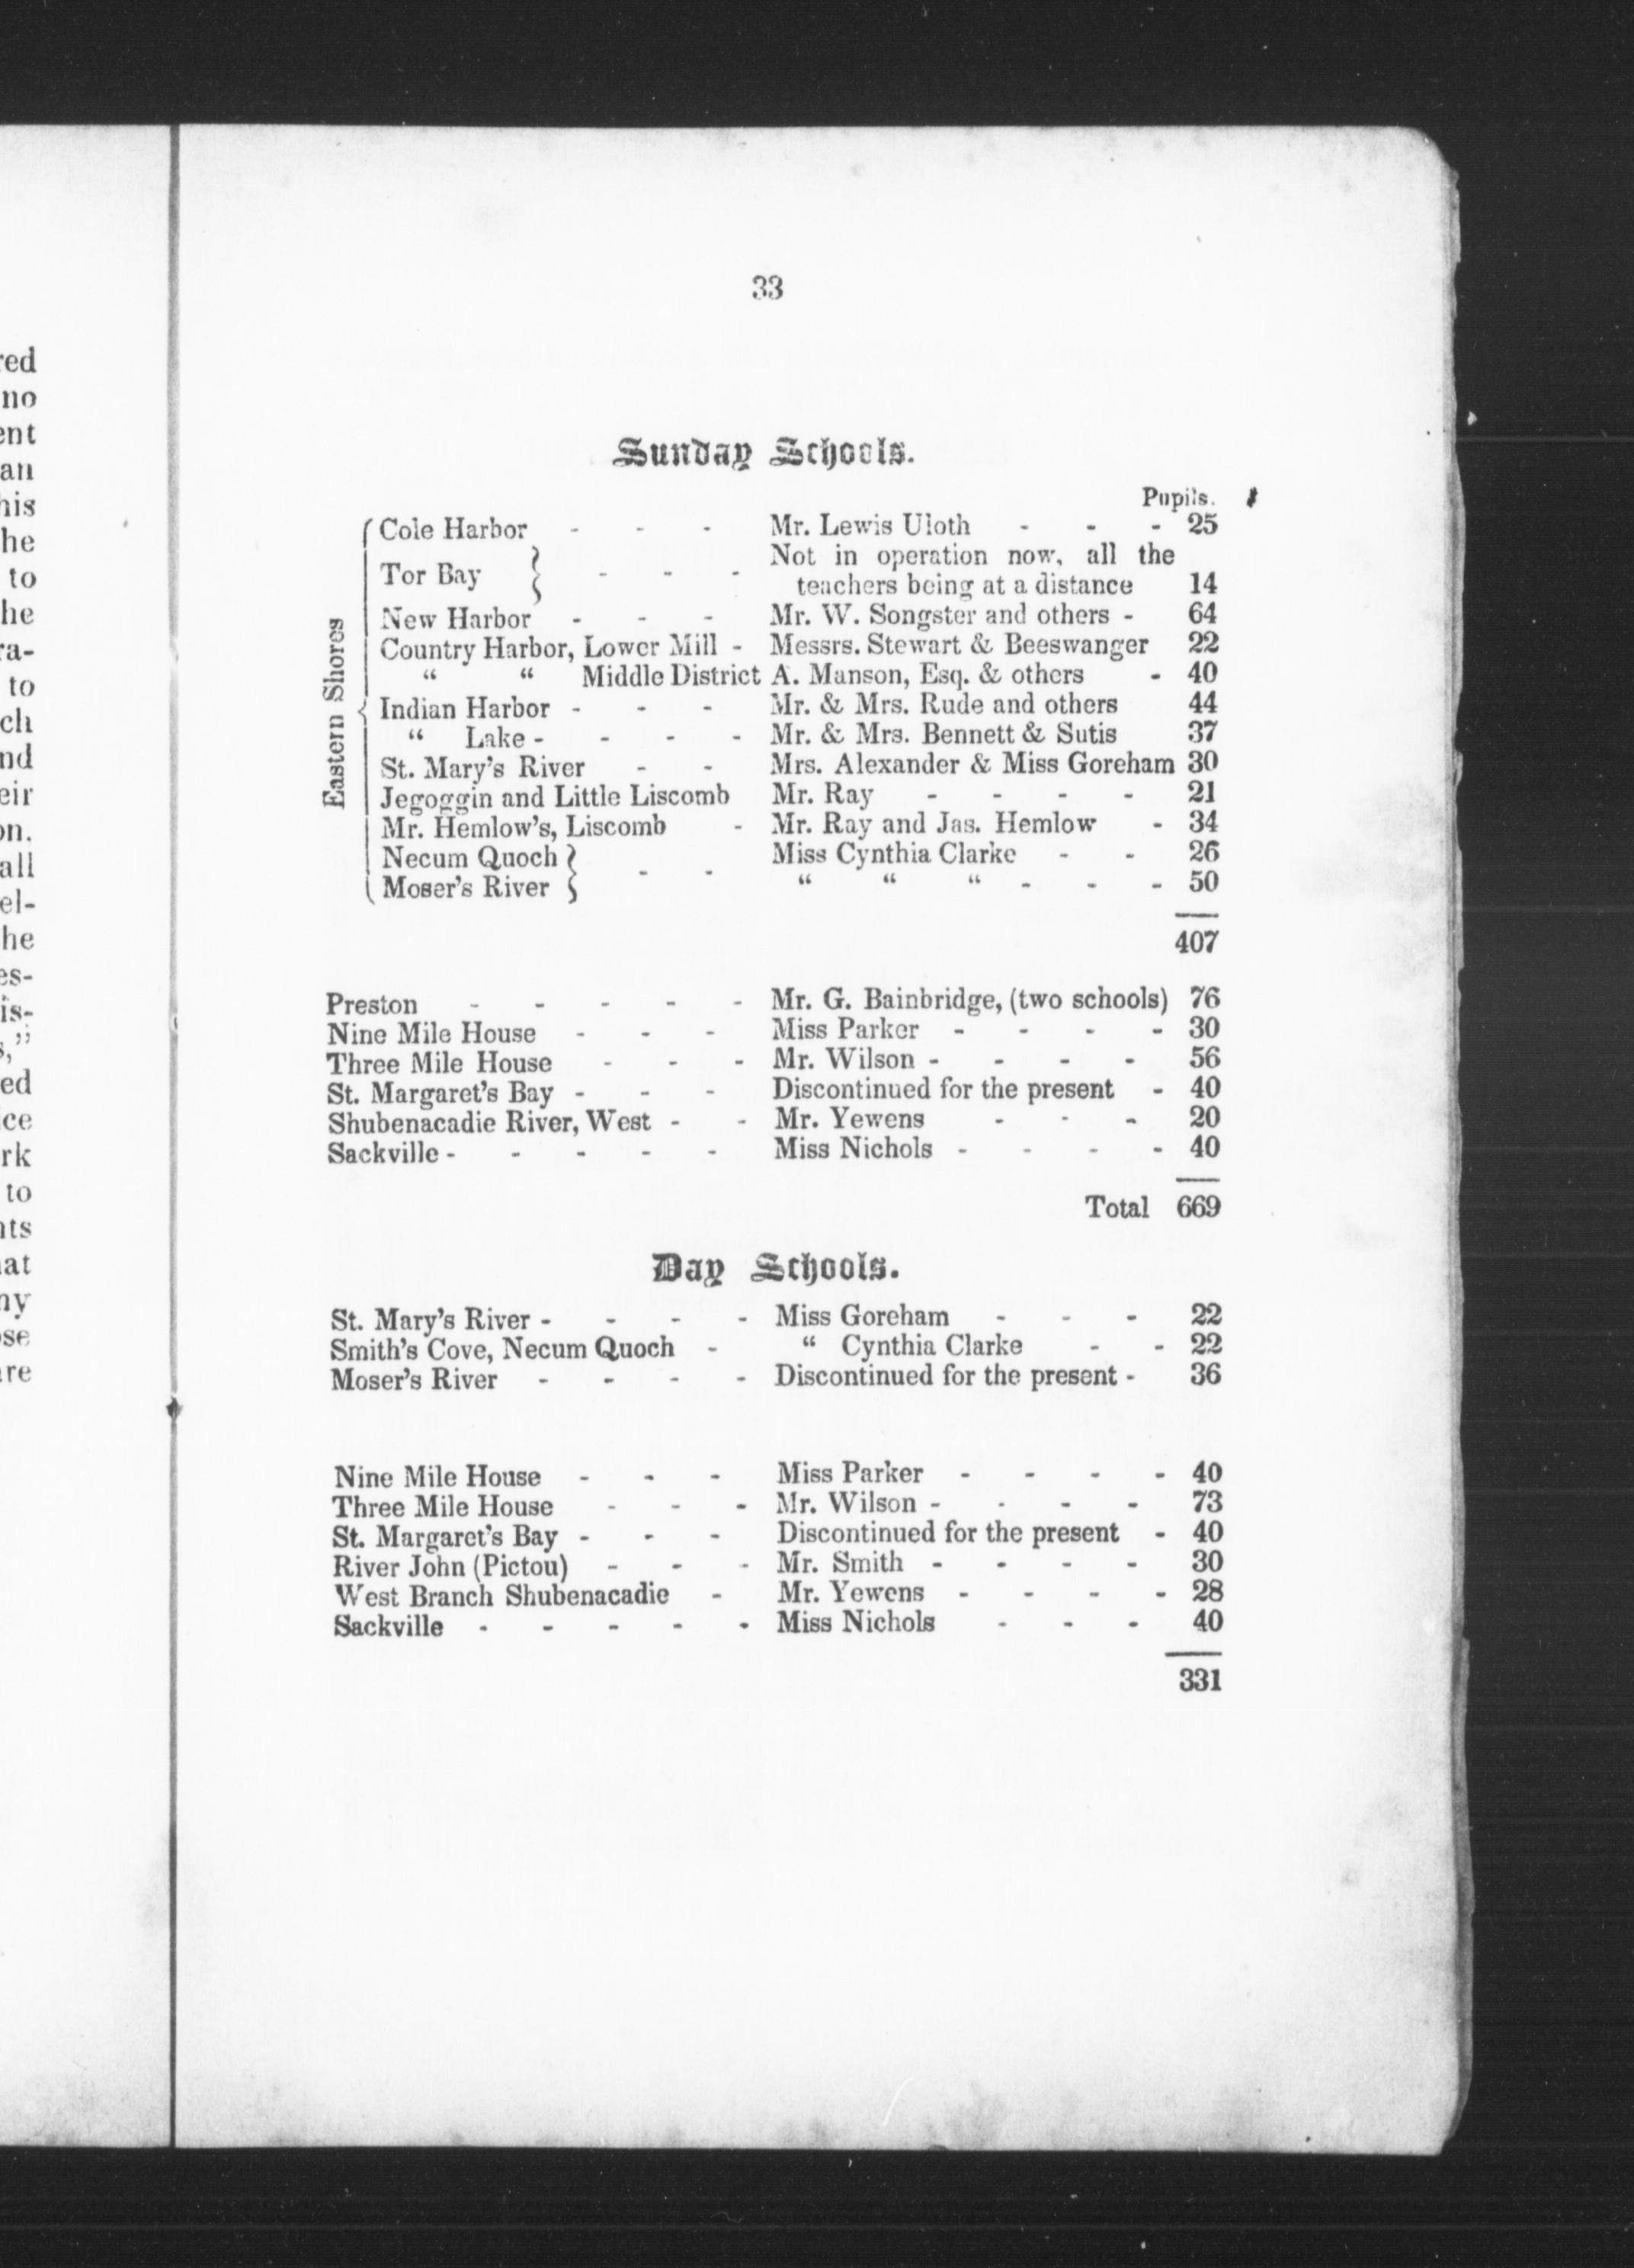 33
Sunday Schools.
Pupils.
Eastern Shores
Cole Harbor - - - Mr. Lewis Uloth - - - 25
Tor Bay - - - Not in operation now, all the
teachers being at a distance 14
New Harbor - - - Mr. W. Songster and others - 64
Country Harbor, Lower Mill - Messrs. Stewart & Beeswanger 22
“ “ Middle District A. Manson, Esq. & others - 40
Indian Harbor - - - Mr. & Mrs. Rude and others 44
“ Lake - - - - Mr. & Mrs. Bennett & Sutis 37
St. Mary's River - - Mrs. Alexander & Miss Goreham 30
Jegoggin and Little Liscomb Mr. Ray - - - - 21
Mr. Hemlow's, Liscomb - Mr. Ray and Jas. Hemlow - 34
Necum Quoch - - Miss Cynthia Clarke - - 26
Moser's River “ “ “ - - - 50
407
Preston - - - - - Mr. G. Bainbridge, (two schools) 76
Nine Mile House - - - Miss Parker - - - - 30
Three Mile House - - - Mr. Wilson - - - - 56
St. Margaret's Bay - - - Discontinued for the present - 40
Shubenacadie River, West - - Mr. Yewens - - - 20
Sackville - - - - - Miss Nichols - - - - 40
Total 669
Day Schools.
St. Mary's River - - - - Miss Goreham - - - 22
Smith's Cove, Necum Quoch - “ Cynthia Clarke - - 22
Moser's River - - - - Discontinued for the present - 36
Nine Mile House - - - Miss Parker - - - - 40
Three Mile House - - - Mr. Wilson - - - - 73
St. Margaret's Bay - - - Discontinued for the present - 40
River John (Pictou) - - - Mr. Smith - - - - 30
West Branch Shubenacadie - Mr. Yewens - - - - 28
Sackville - - - - - Miss Nichols - - - 40
331